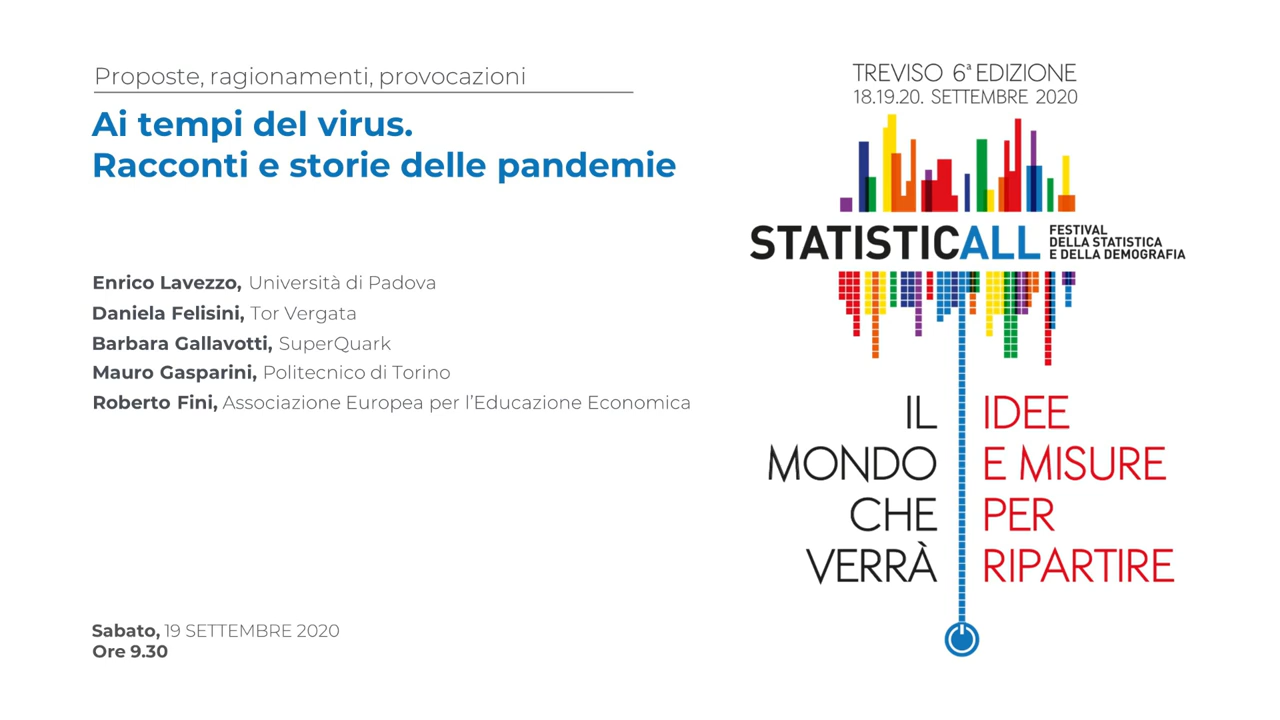 Proposte, ragionamenti, provocazioni
Ai tempi del virus.
Racconti e storie delle pandemie
Enrico Lavezzo, Università di Padova
Daniela Felisini, Tor Vergata
Barbara Gallavotti, SuperQuark
Mauro Gasparini, Politecnico di Torino
Roberto Fini, Associazione Europea per l'Educazione Economica
Sabato, 19 SETTEMBRE 2020
Ore 9.30
TREVISO 6ª EDIZIONE
18.19.20. SETTEMBRE 2020
STATISTICALL
FESTIVAL
DELLA STATISTICA
E DELLA DEMOGRAFIA
IL
MONDO
CHE
VERRÀ
IDEE
E MISURE
PER
RIPARTIRE